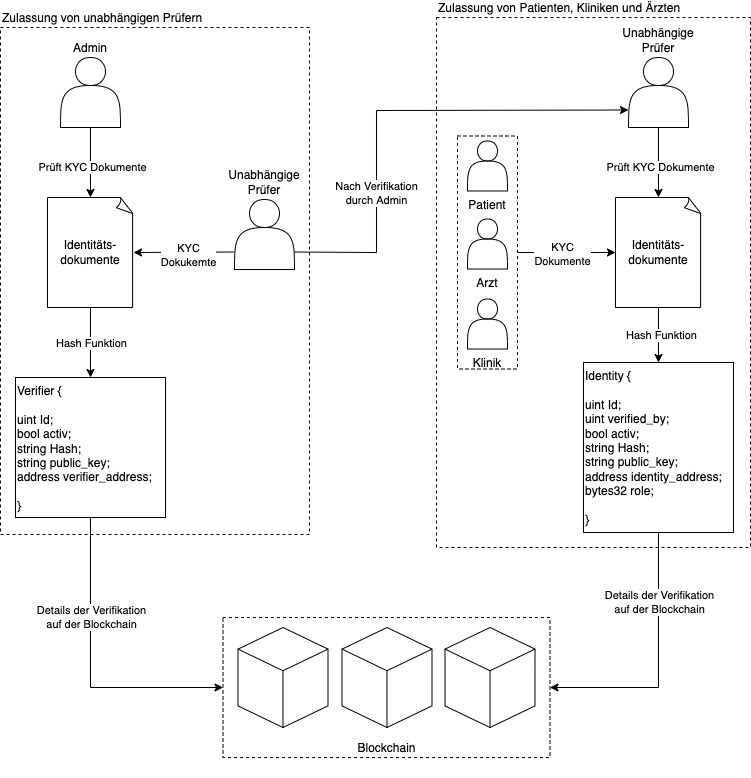 Zulassung von unabhängigen Prüfern
Admin
Prüft KYC Dokumente
Unabhängige
Prüfer
Identitäts-
dokumente
KYC
Dokukemte
Hash Funktion
Verifier {
uint Id;
bool activ;
string Hash;
string public_key;
address verifier_address;
}
Details der Verifikation
auf der Blockchain
Nach Verifikation
durch Admin
Zulassung von Patienten, Kliniken und Ärzten
Unabhängige
Prüfer
Prüft KYC Dokumente
Patient
Arzt
Klinik
KYC
Dokumente
Identitäts-
dokumente
Hash Funktion
Identity {
uint Id;
uint verified_by;
bool activ;
string Hash;
string public_key;
address identity_address;
bytes32 role;
}
Details der Verifikation
auf der Blockchain
Blockchain